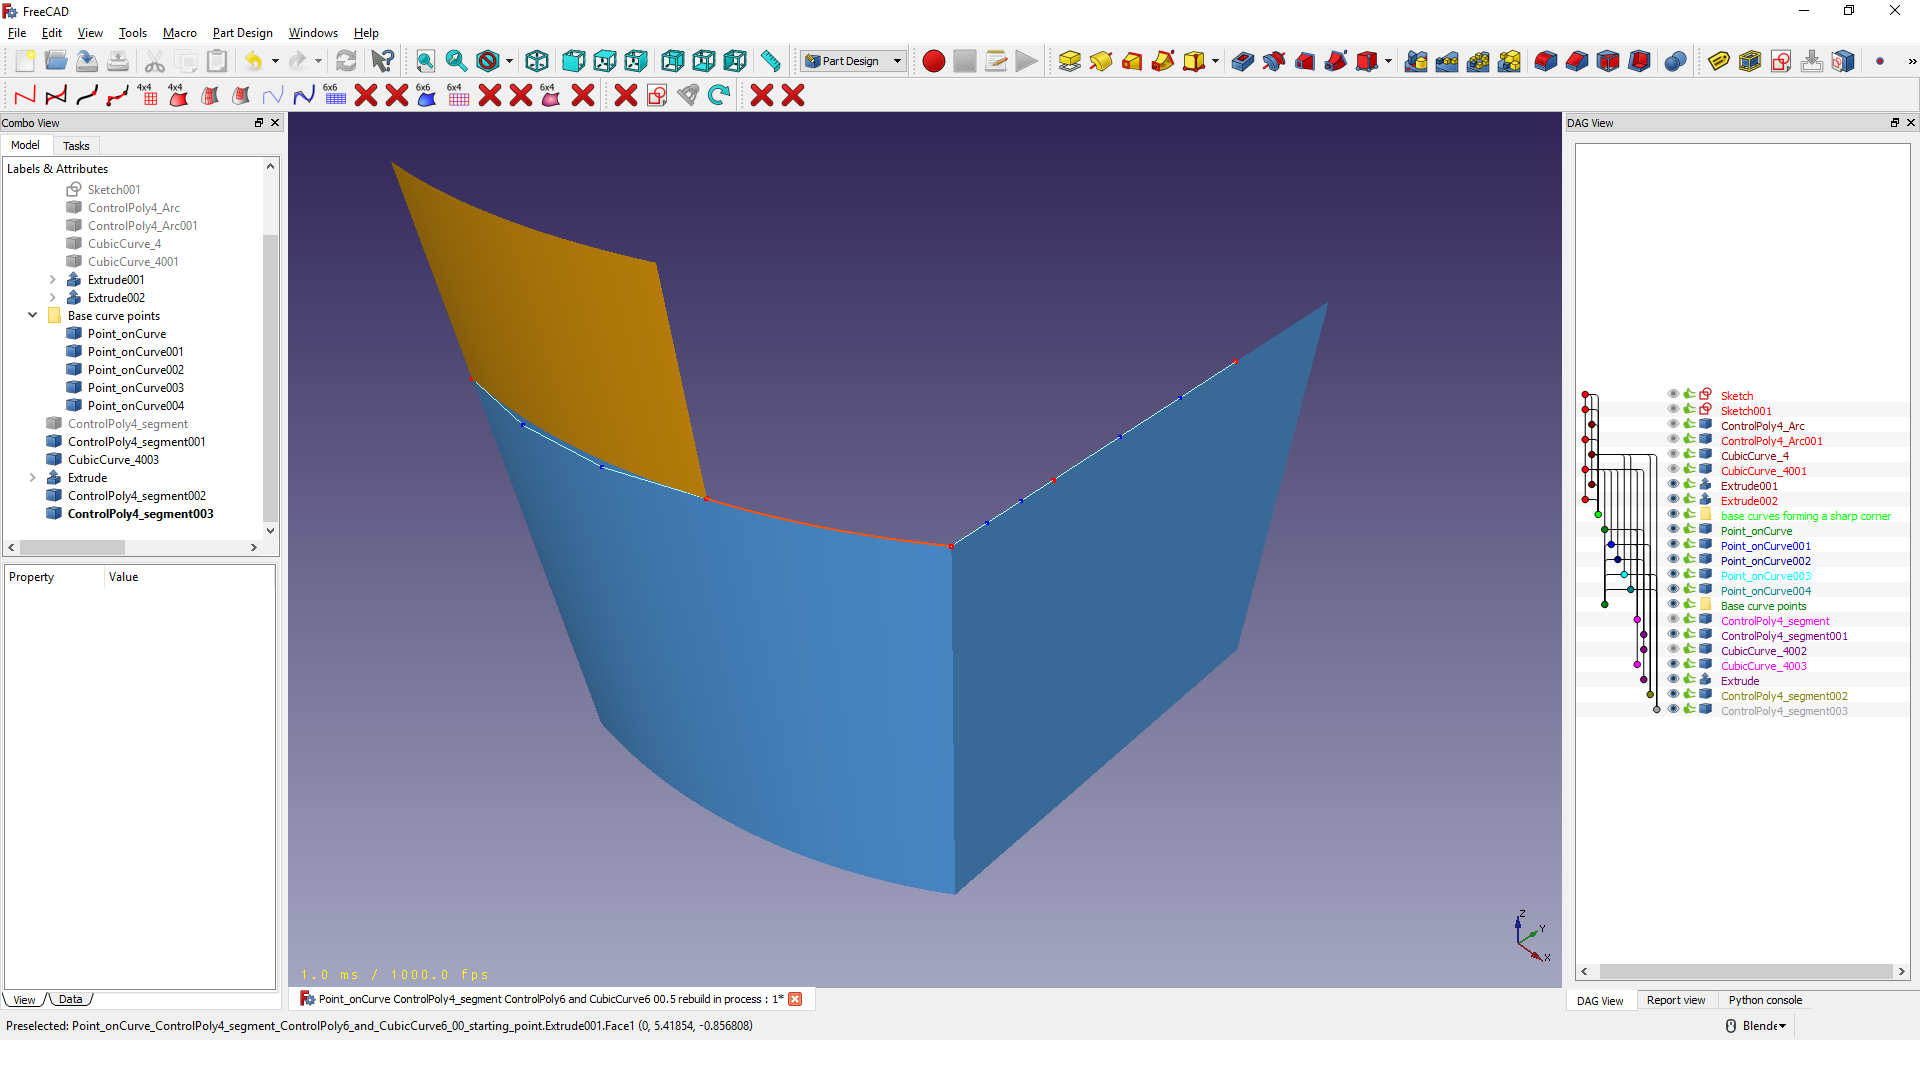 FreeCAD
File Edit View Tools Macro Part Design Windows Help
Part Design
4x4 4x4 6x6 6x6 6x4 6x4
Combo View
Model Tasks
Labels & Attributes
Sketch001
ControlPoly4_Arc
ControlPoly4_Arc001
CubicCurve_4
CubicCurve_4001
Extrude001
Extrude002
Base curve points
Point_onCurve
Point_onCurve001
Point_onCurve002
Point_onCurve003
Point_onCurve004
ControlPoly4_segment
ControlPoly4_segment001
CubicCurve_4003
Extrude
ControlPoly4_segment002
ControlPoly4_segment003
Property Value
View Data
1.0 ms / 1000.0 fps
Z
Y
X
Point_onCurve ControlPoly4_segment ControlPoly6 and CubicCurve6 00.5 rebuild in process : 1*
DAG View
Sketch
Sketch001
ControlPoly4_Arc
ControlPoly4_Arc001
CubicCurve_4
CubicCurve_4001
Extrude001
Extrude002
base curves forming a sharp corner
Point_onCurve
Point_onCurve001
Point_onCurve002
Point_onCurve003
Point_onCurve004
Base curve points
ControlPoly4_segment
ControlPoly4_segment001
CubicCurve_4002
CubicCurve_4003
Extrude
ControlPoly4_segment002
ControlPoly4_segment003
DAG View Report view Python console
Preselected: Point_onCurve_ControlPoly4_segment_ControlPoly6_and_CubicCurve6_00_starting_point.Extrude001.Face1 (0, 5.41854, -0.856808)
Blende